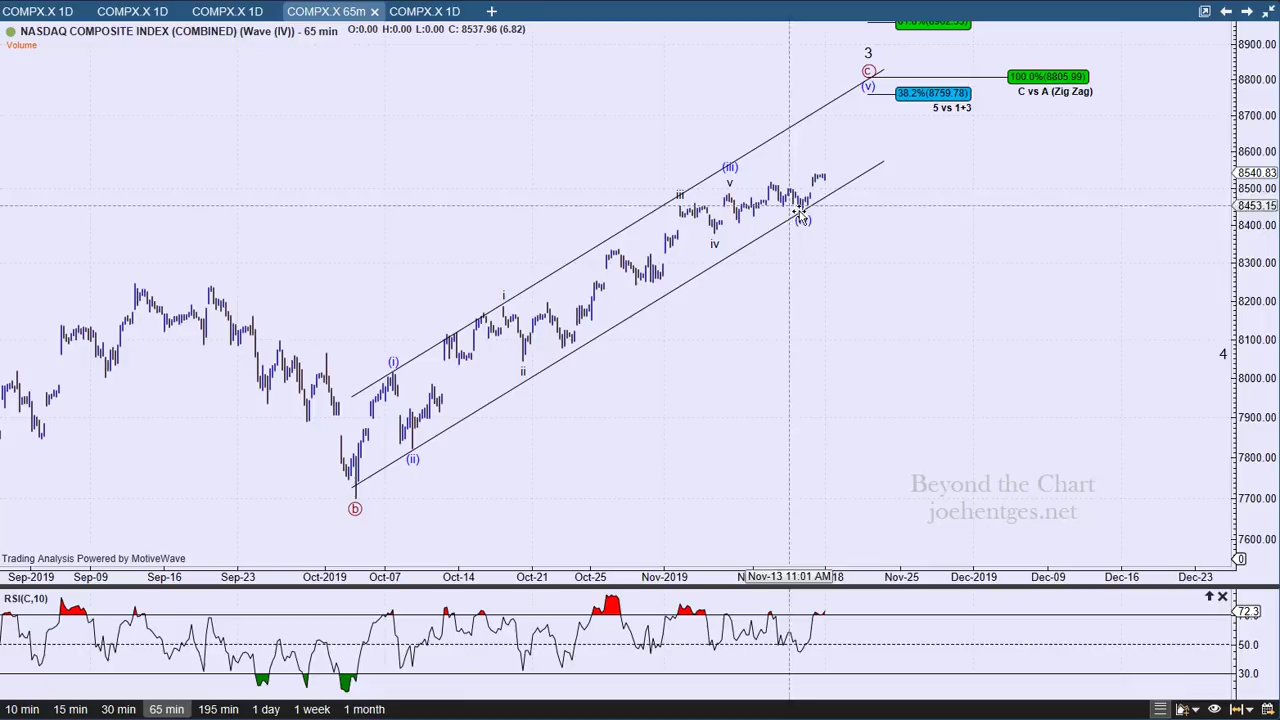 COMPX.X 1D COMPX.X 1D COMPX.X 1D COMPX.X 65m × COMPX.X 1D +
NASDAQ COMPOSITE INDEX (COMBINED) (Wave (IV)) - 65 min O:0.00 H:0.00 L:0.00 C: 8537.96 (6.82)
Volume
3
c
(v)
100.0%(8805.99)
C vs A (Zig Zag)
38.2%(8759.78)
5 vs 1+3
(iii)
v
iii
iv
i
ii
(i)
(ii)
b
4
8900.00
8800.00
8700.00
8600.00
8540.83
8500.00
8453.15
8400.00
8300.00
8200.00
8100.00
8000.00
7900.00
7800.00
7700.00
7600.00
0
Beyond the Chart
joehentges.net
Trading Analysis Powered by MotiveWave
Sep-2019 Sep-09 Sep-16 Sep-23 Oct-2019 Oct-07 Oct-14 Oct-21 Oct-25 Nov-2019 Nov-13 11:01 AM 18 Nov-25 Dec-2019 Dec-09 Dec-16 Dec-23
RSI(C,10)
72.3
50.0
30.0
10 min 15 min 30 min 65 min 195 min 1 day 1 week 1 month